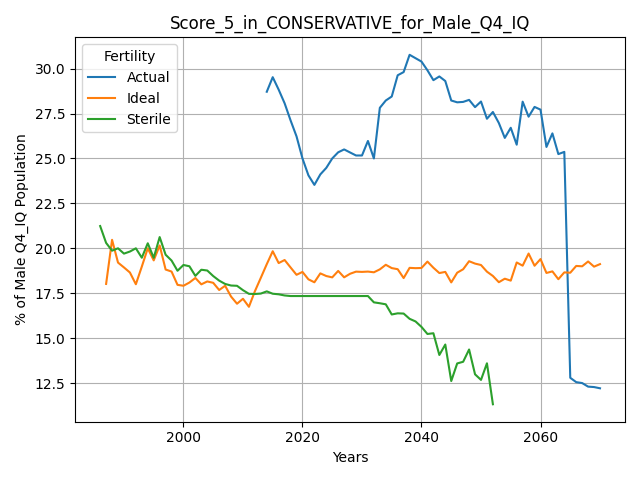 Score_5_in_CONSERVATIVE_for_Male_Q4_IQ
Fertility
Actual
Ideal
Sterile
% of Male Q4_IQ Population
30.0
27.5
25.0
22.5
20.0
17.5
15.0
12.5
2000
2020
2040
2060
Years